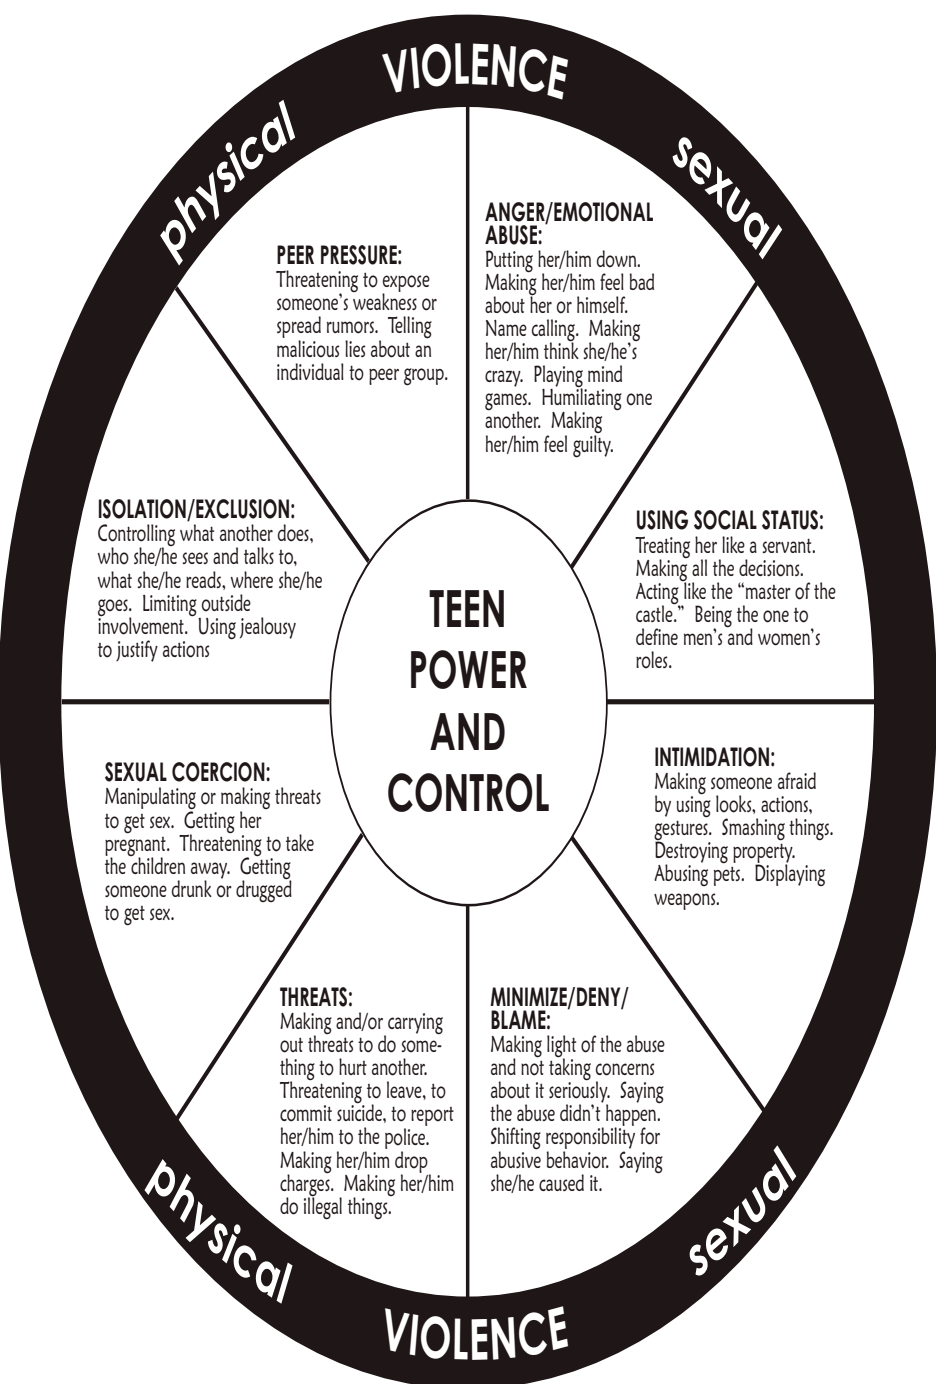 VIOLENCE
physical
sexual
PEER PRESSURE:
Threatening to expose
someone's weakness or
spread rumors.  Telling
malicious lies about an
individual to peer group.
ANGER/EMOTIONAL
ABUSE:
Putting her/him down.
Making her/him feel bad
about her or himself.
Name calling.  Making
her/him think she/he's
crazy.  Playing mind
games.  Humiliating one
another.  Making
her/him feel guilty.
ISOLATION/EXCLUSION:
Controlling what another does,
who she/he sees and talks to,
what she/he reads, where she/he
goes.  Limiting outside
involvement.  Using jealousy
to justify actions
USING SOCIAL STATUS:
Treating her like a servant.
Making all the decisions.
Acting like the “master of the
castle.”  Being the one to
define men's and women's
roles.
TEEN
POWER
AND
CONTROL
SEXUAL COERCION:
Manipulating or making threats
to get sex.  Getting her
pregnant.  Threatening to take
the children away.  Getting
someone drunk or drugged
to get sex.
INTIMIDATION:
Making someone afraid
by using looks, actions,
gestures.  Smashing things.
Destroying property.
Abusing pets.  Displaying
weapons.
THREATS:
Making and/or carrying
out threats to do some-
thing to hurt another.
Threatening to leave, to
commit suicide, to report
her/him to the police.
Making her/him drop
charges.  Making her/him
do illegal things.
MINIMIZE/DENY/
BLAME:
Making light of the abuse
and not taking concerns
about it seriously.  Saying
the abuse didn't happen.
Shifting responsibility for
abusive behavior.  Saying
she/he caused it.
physical
sexual
VIOLENCE